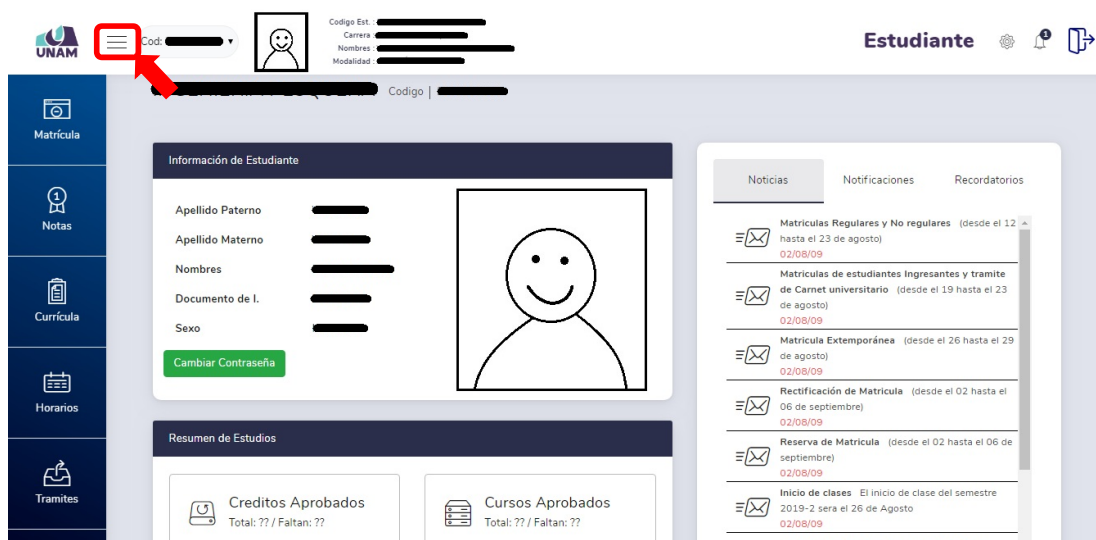 UNAM
Cod:
Codigo Est. :
Carrera :
Nombres :
Modalidad :
Estudiante
Codigo |
Matrícula
Notas
Currícula
Horarios
Tramites
Información de Estudiante
Apellido Paterno
Apellido Materno
Nombres
Documento de I.
Sexo
Cambiar Contraseña
Resumen de Estudios
Creditos Aprobados
Total: ?? / Faltan: ??
Cursos Aprobados
Total: ?? / Faltan: ??
Noticias Notificaciones Recordatorios
Matriculas Regulares y No regulares (desde el 12
hasta el 23 de agosto)
02/08/09
Matriculas de estudiantes Ingresantes y tramite
de Carnet universitario (desde el 19 hasta el 23
de agosto)
02/08/09
Matricula Extemporánea (desde el 26 hasta el 29
de agosto)
02/08/09
Rectificación de Matricula (desde el 02 hasta el
06 de septiembre)
02/08/09
Reserva de Matricula (desde el 02 hasta el 06 de
septiembre)
02/08/09
Inicio de clases El inicio de clase del semestre
2019-2 sera el 26 de Agosto
02/08/09